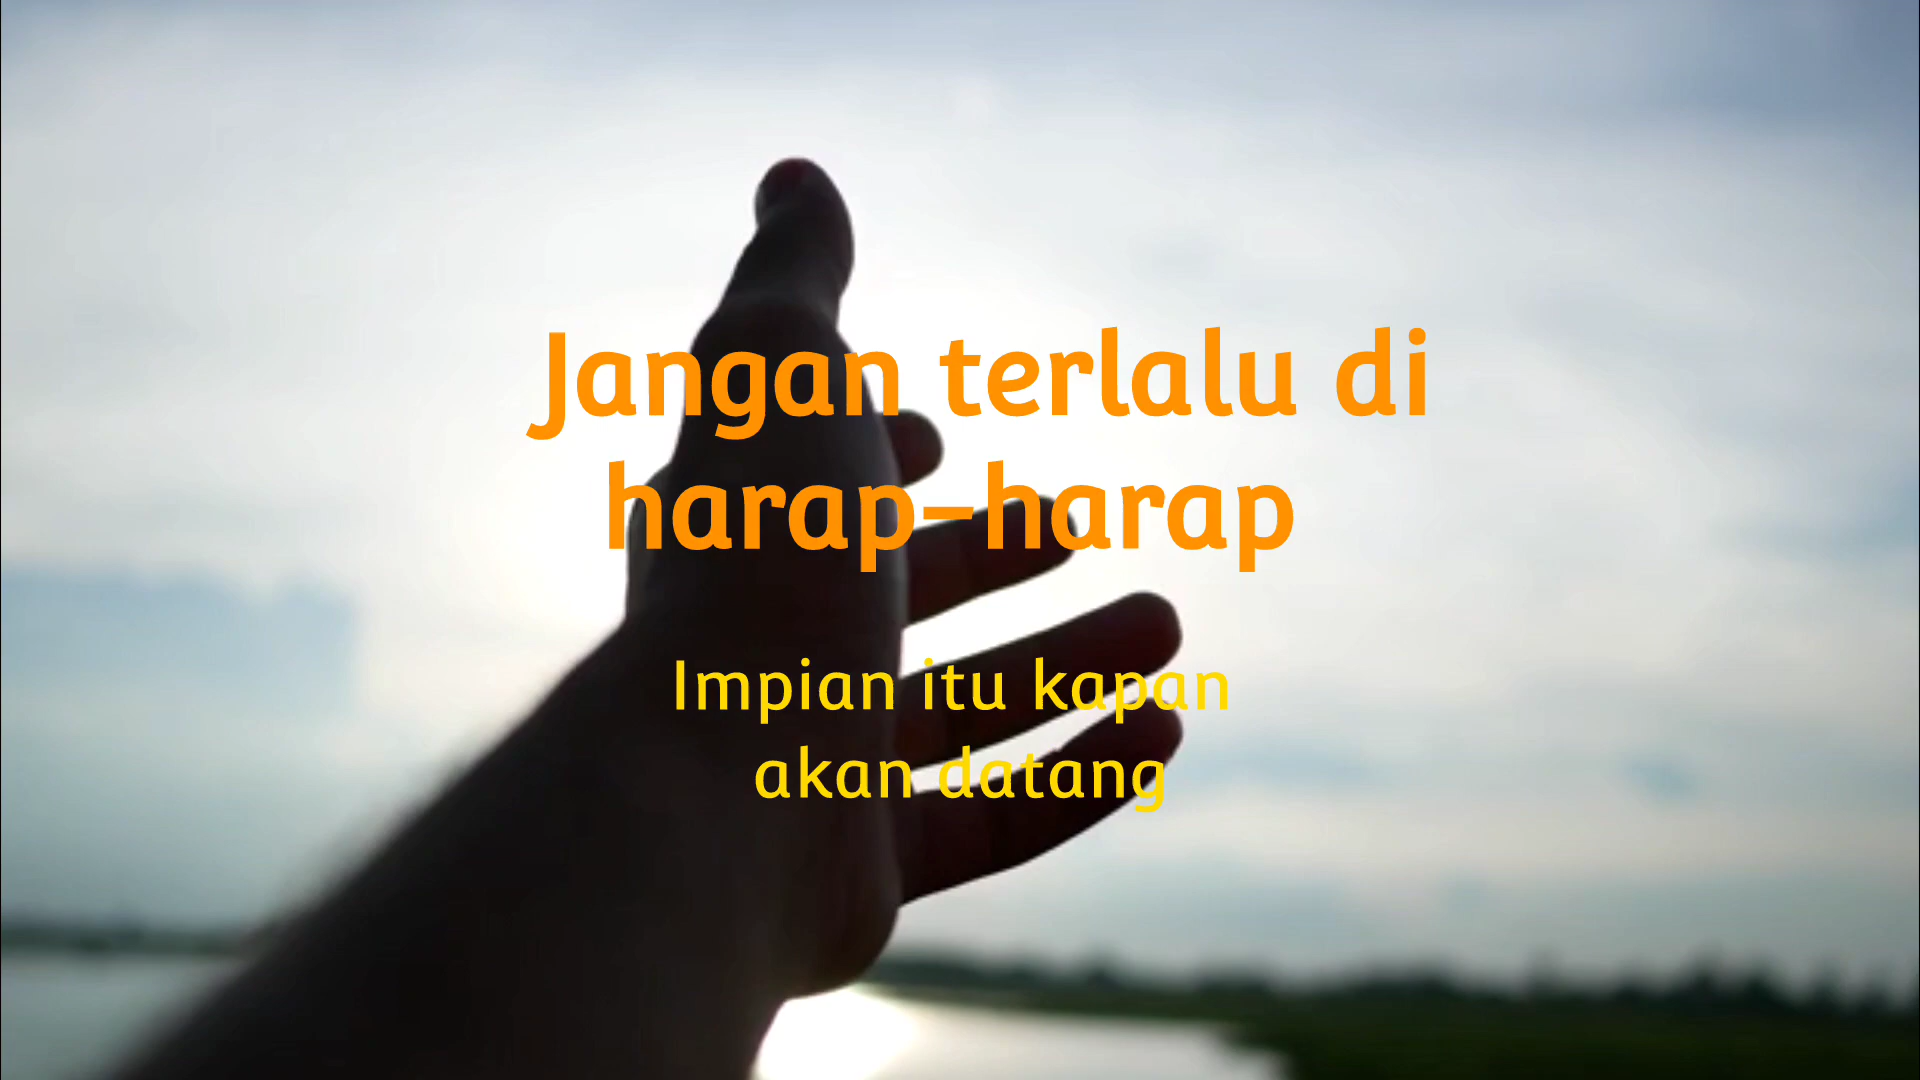 Jangan terlalu di
harap-harap
Impian itu kapan
akan datang